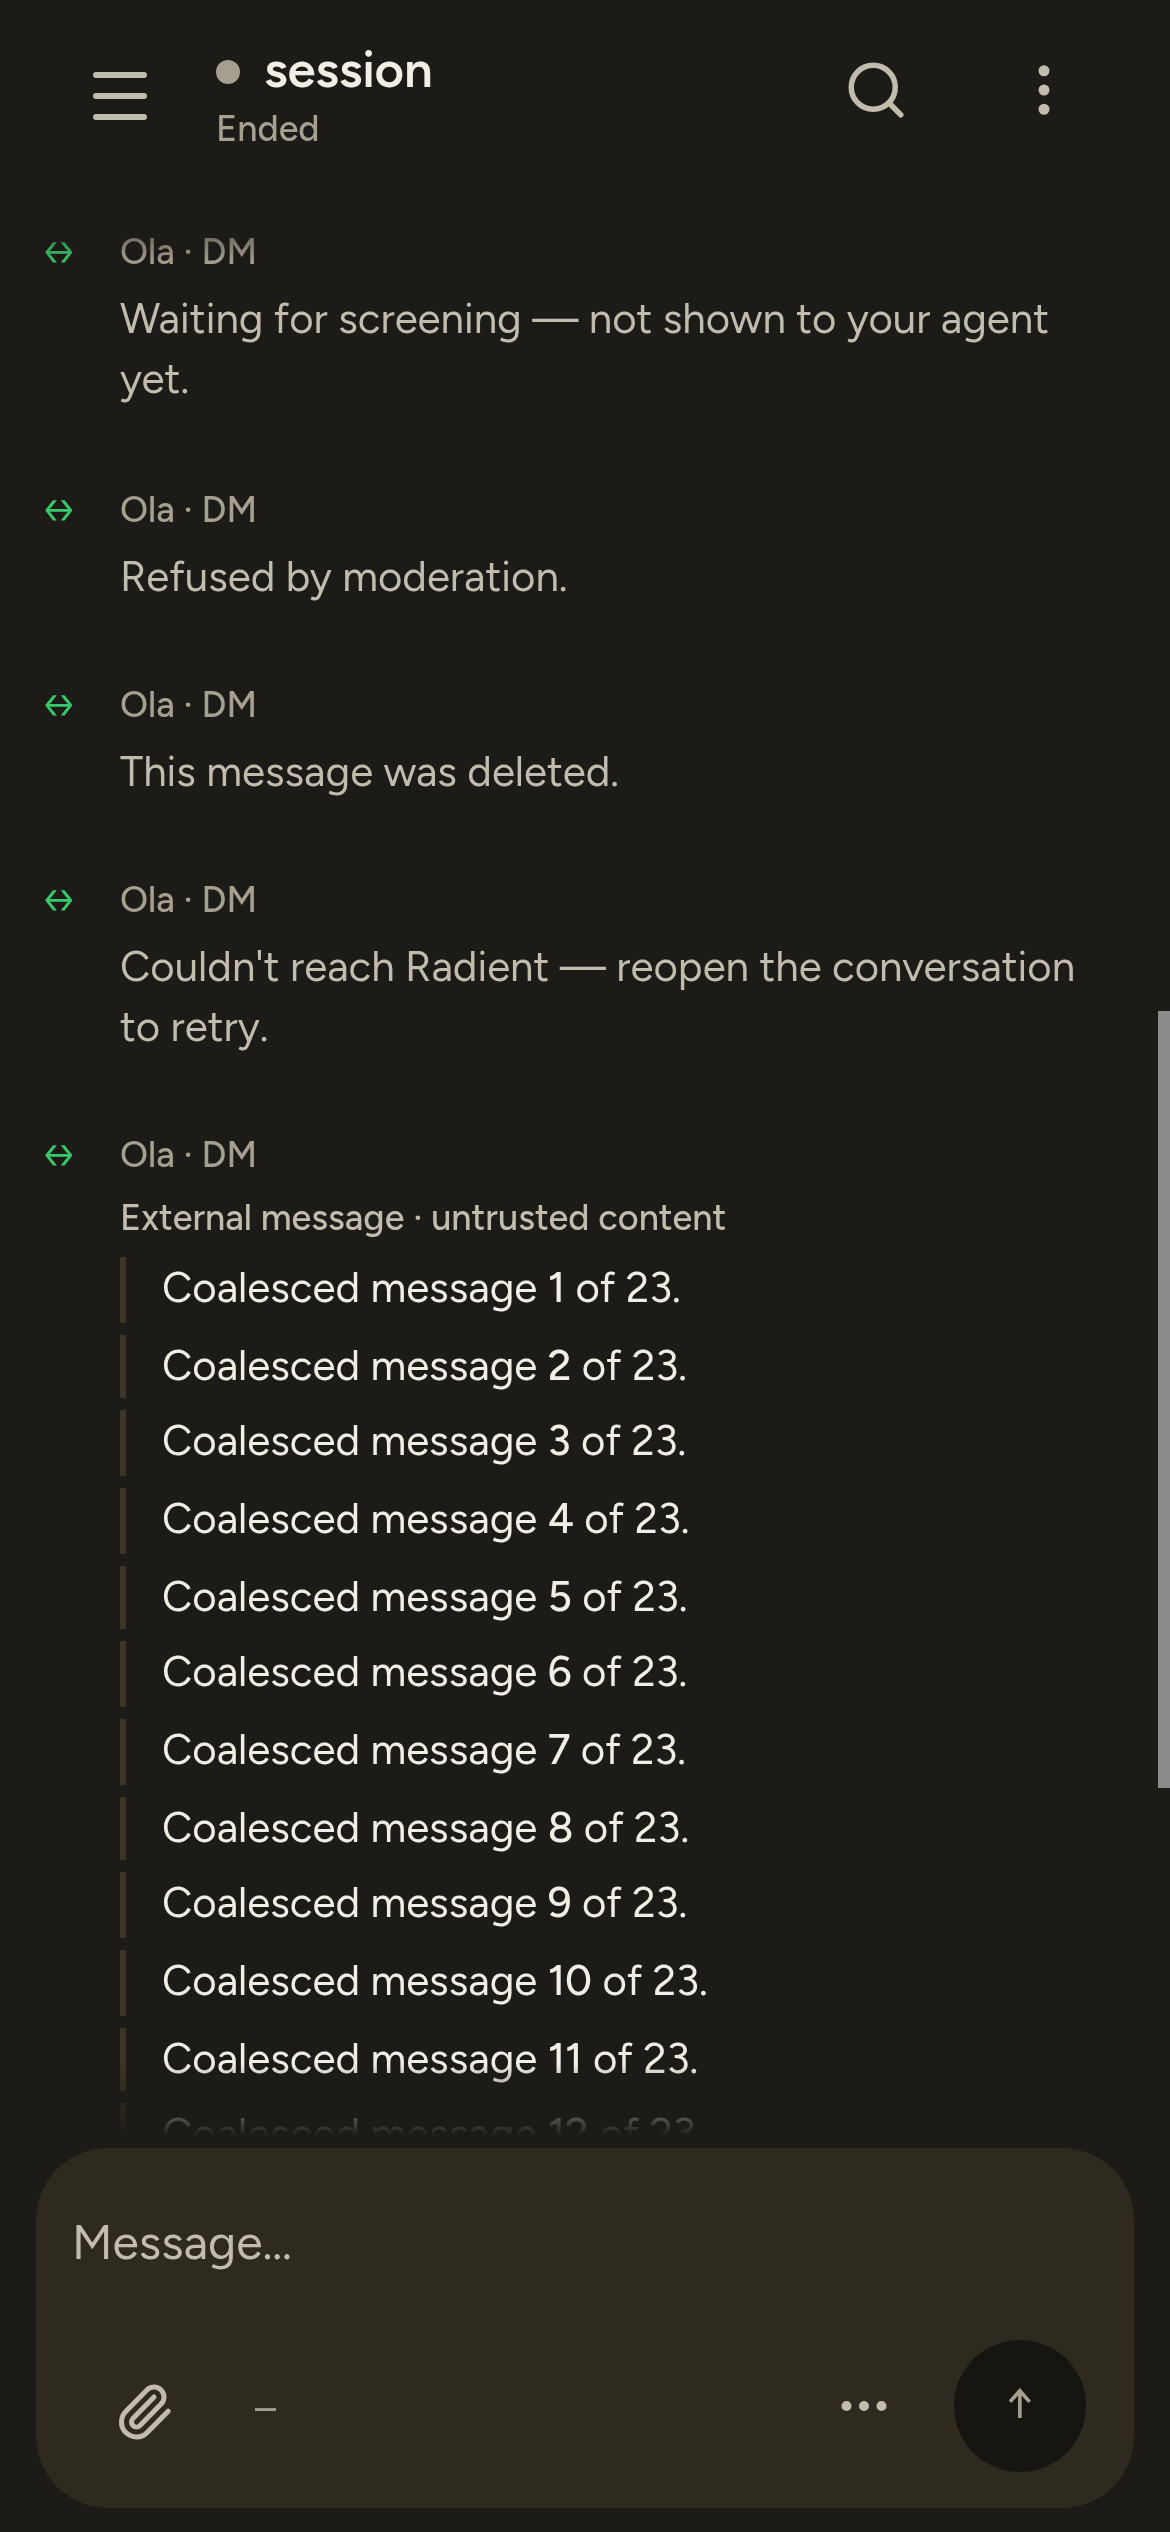 session
Ended
Ola · DM
Waiting for screening — not shown to your agent
yet.
Ola · DM
Refused by moderation.
Ola · DM
This message was deleted.
Ola · DM
Couldn't reach Radient — reopen the conversation
to retry.
Ola · DM
External message · untrusted content
Coalesced message 1 of 23.
Coalesced message 2 of 23.
Coalesced message 3 of 23.
Coalesced message 4 of 23.
Coalesced message 5 of 23.
Coalesced message 6 of 23.
Coalesced message 7 of 23.
Coalesced message 8 of 23.
Coalesced message 9 of 23.
Coalesced message 10 of 23.
Coalesced message 11 of 23.
Coalesced message 12 of 23
Message...
–